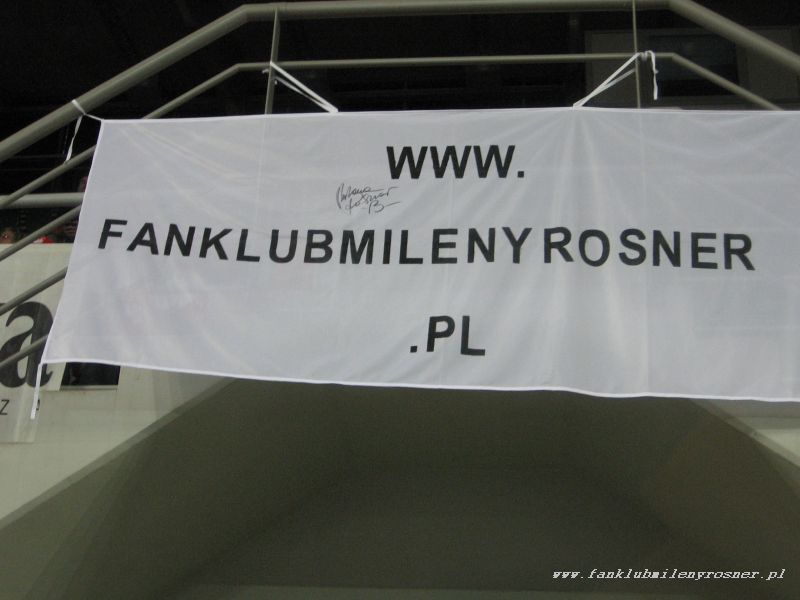 WWW.
FANKLUBMILENYROSNER
.PL
a
Z
www.fanklubmilenyrosner.pl